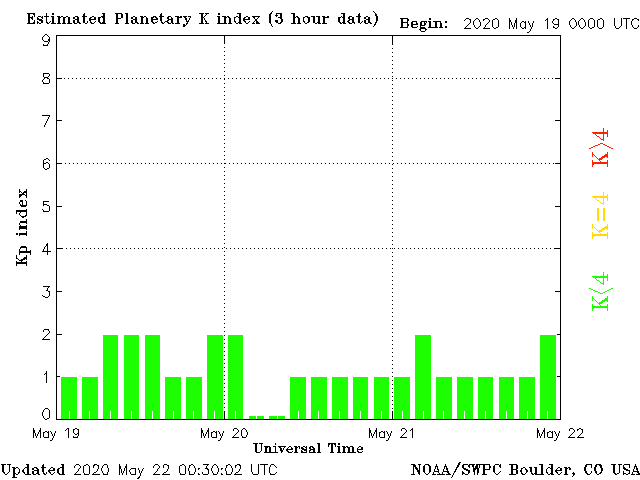 Estimated Planetary K index (3 hour data)
Begin: 2020 May 19 0000 UTC
9
8
7
6
5
4
3
2
1
0
Kp index
K>4
K=4
K<4
May 19
May 20
May 21
May 22
Universal Time
Updated 2020 May 22 00:30:02 UTC
NOAA/SWPC Boulder, CO USA